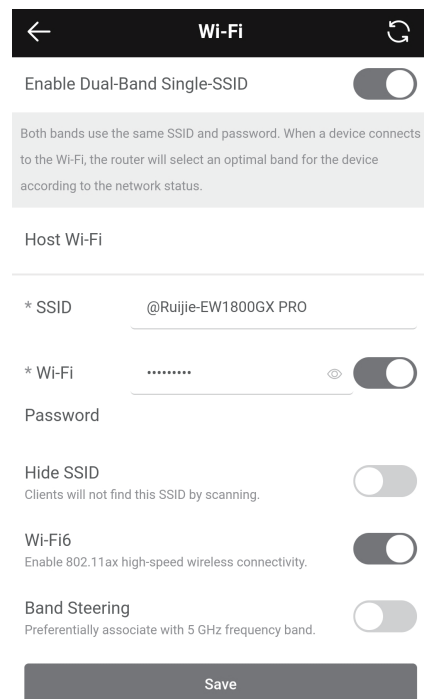 Wi-Fi
Enable Dual-Band Single-SSID
Both bands use the same SSID and password. When a device connects
to the Wi-Fi, the router will select an optimal band for the device
according to the network status.
Host Wi-Fi
* SSID @Ruijie-EW1800GX PRO
* Wi-Fi •••••••••
Password
Hide SSID
Clients will not find this SSID by scanning.
Wi-Fi6
Enable 802.11ax high-speed wireless connectivity.
Band Steering
Preferentially associate with 5 GHz frequency band.
Save